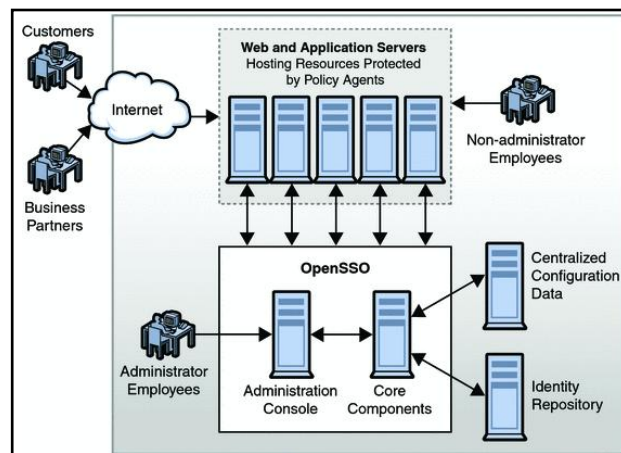 Customers
Internet
Business
Partners
Web and Application Servers
Hosting Resources Protected
by Policy Agents
Non-administrator
Employees
OpenSSO
Administrator
Employees
Administration
Console
Core
Components
Centralized
Configuration
Data
Identity
Repository